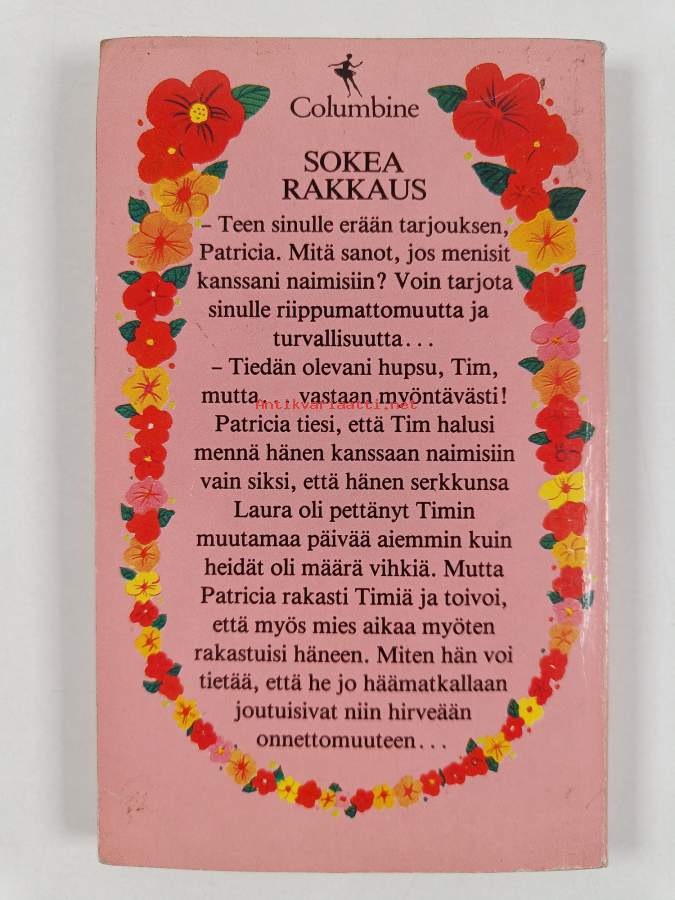 Columbine
SOKEA
RAKKAUS
– Teen sinulle erään tarjouksen,
Patricia. Mitä sanot, jos menisit
kanssani naimisiin? Voin tarjota
sinulle riippumattomuutta ja
turvallisuutta...
– Tiedän olevani hupsu, Tim,
mutta... vastaan myöntävästi!
Antikvariaatti.net
Patricia tiesi, että Tim halusi
mennä hänen kanssaan naimisiin
vain siksi, että hänen serkkunsa
Laura oli pettänyt Timin
muutamaa päivää aiemmin kuin
heidät oli määrä vihkiä. Mutta
Patricia rakasti Timiä ja toivoi,
että myös mies aikaa myöten
rakastuisi häneen. Miten hän voi
tietää, että he jo häämatkallaan
joutuisivat niin hirveään
onnettomuuteen...